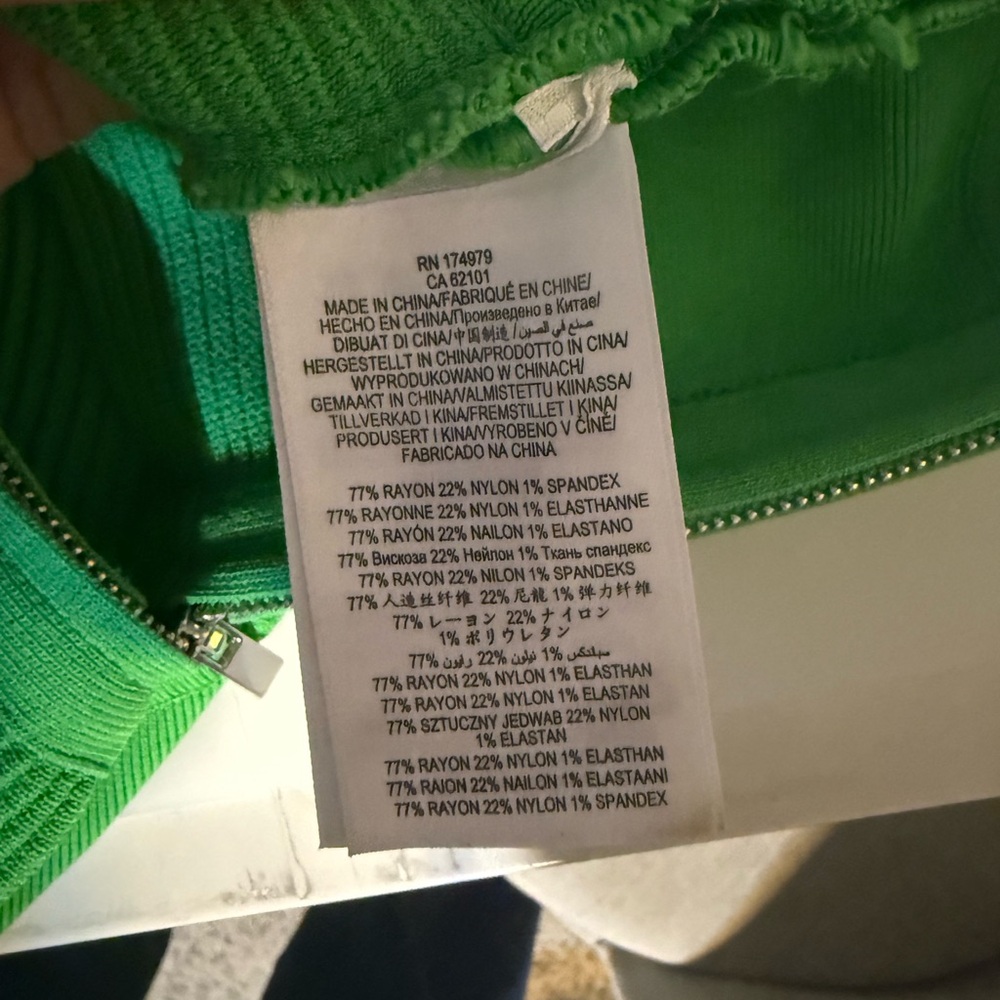 RN 174979
CA 62101
MADE IN CHINA/FABRIQUÉ EN CHINE/
HECHO EN CHINA/Произведено в Китае/
DIBUAT DI CINA/中国制造/صنع في الصين/
HERGESTELLT IN CHINA/PRODOTTO IN CINA/
WYPRODUKOWANO W CHINACH/
GEMAAKT IN CHINA/VALMISTETTU KIINASSA/
TILLVERKAD I KINA/FREMSTILLET I KINA/
PRODUSERT I KINA/VYROBENO V ČÍNĚ/
FABRICADO NA CHINA
77% RAYON 22% NYLON 1% SPANDEX
77% RAYONNE 22% NYLON 1% ELASTHANNE
77% RAYÓN 22% NAILON 1% ELASTANO
77% Вискоза 22% Нейлон 1% Ткань спандекс
77% RAYON 22% NILON 1% SPANDEKS
77% 人造丝纤维 22% 尼龍 1% 弹力纤维
77% レーヨン 22% ナイロン
1% ポリウレタン
77% رايون 22% نيلون 1% سباندكس
77% RAYON 22% NYLON 1% ELASTHAN
77% RAYON 22% NYLON 1% ELASTAN
77% SZTUCZNY JEDWAB 22% NYLON
1% ELASTAN
77% RAYON 22% NYLON 1% ELASTHAN
77% RAION 22% NAILON 1% ELASTAANI
77% RAYON 22% NYLON 1% SPANDEX